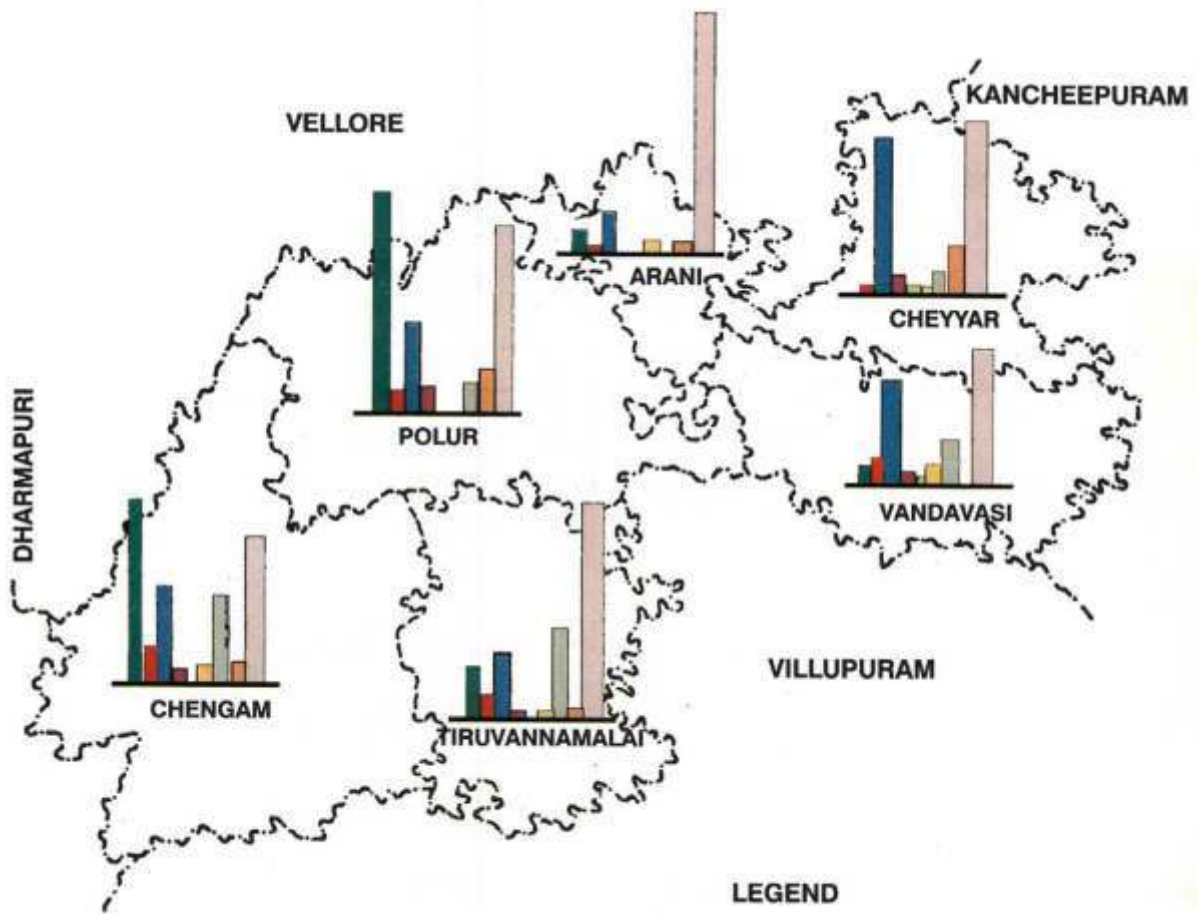 KANCHEEPURAM
VELLORE
ARANI
CHEYYAR
POLUR
VANDAVASI
DHARMAPURI
VILLUPURAM
CHENGAM
TIRUVANNAMALAI
LEGEND